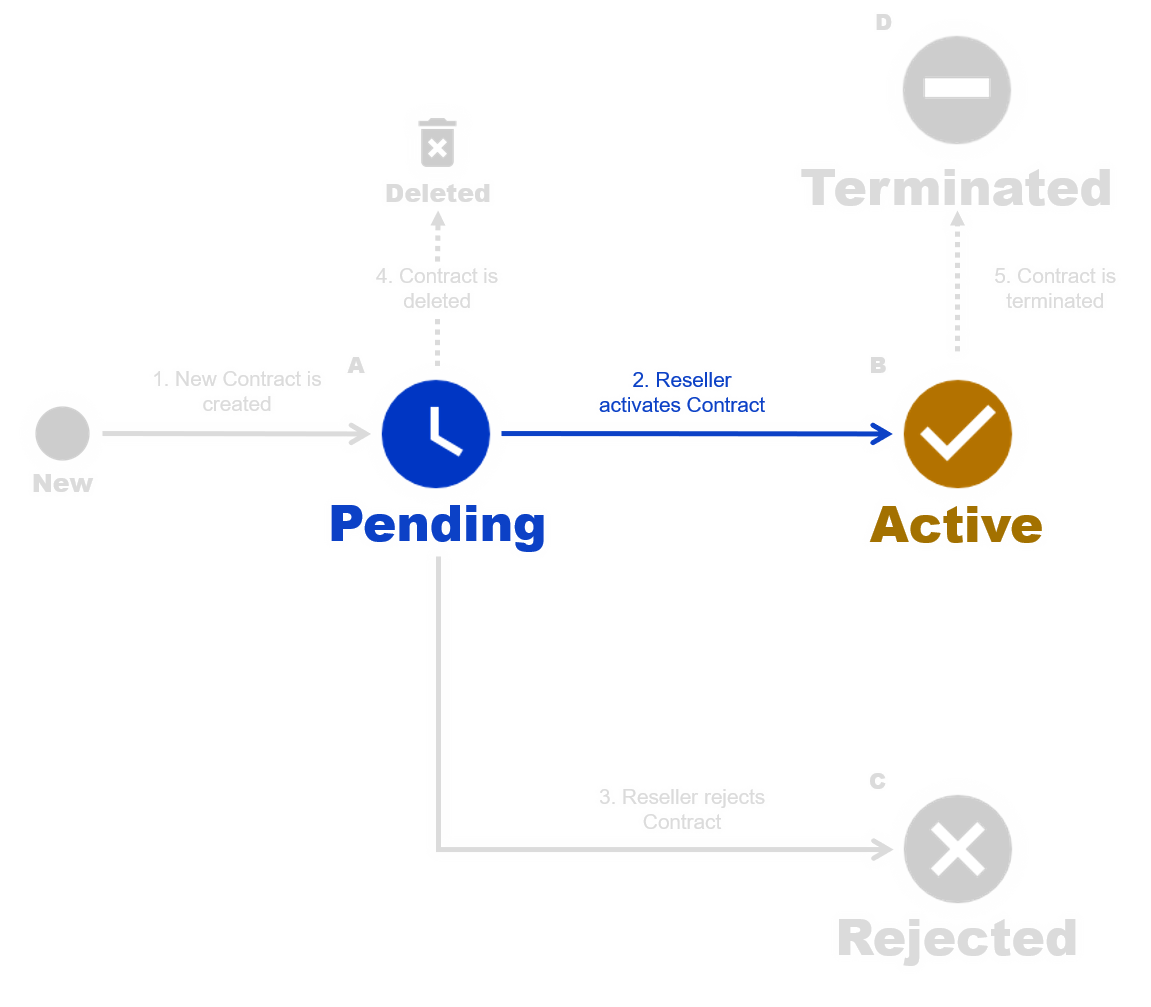 D
Terminated
Deleted
4. Contract is
deleted
5. Contract is
terminated
A
B
1. New Contract is
created
2. Reseller
activates Contract
New
Pending
Active
C
3. Reseller rejects
Contract
Rejected